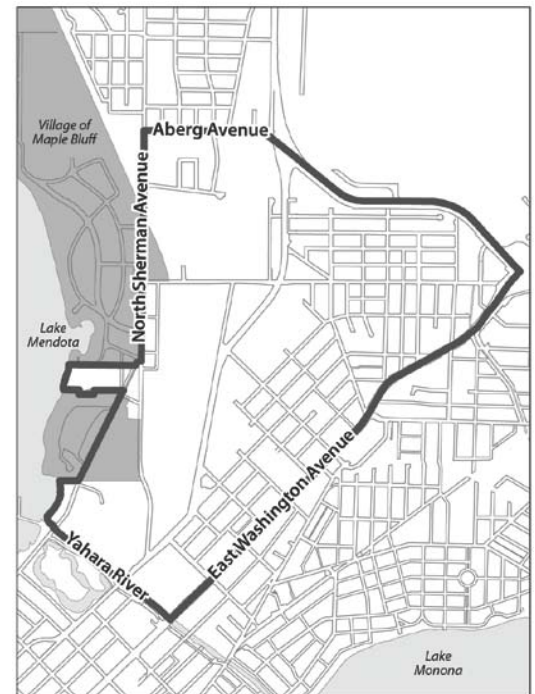 Village of
Maple Bluff
Aberg Avenue
North Sherman Avenue
Lake
Mendota
East Washington Avenue
Yahara River
Lake
Monona